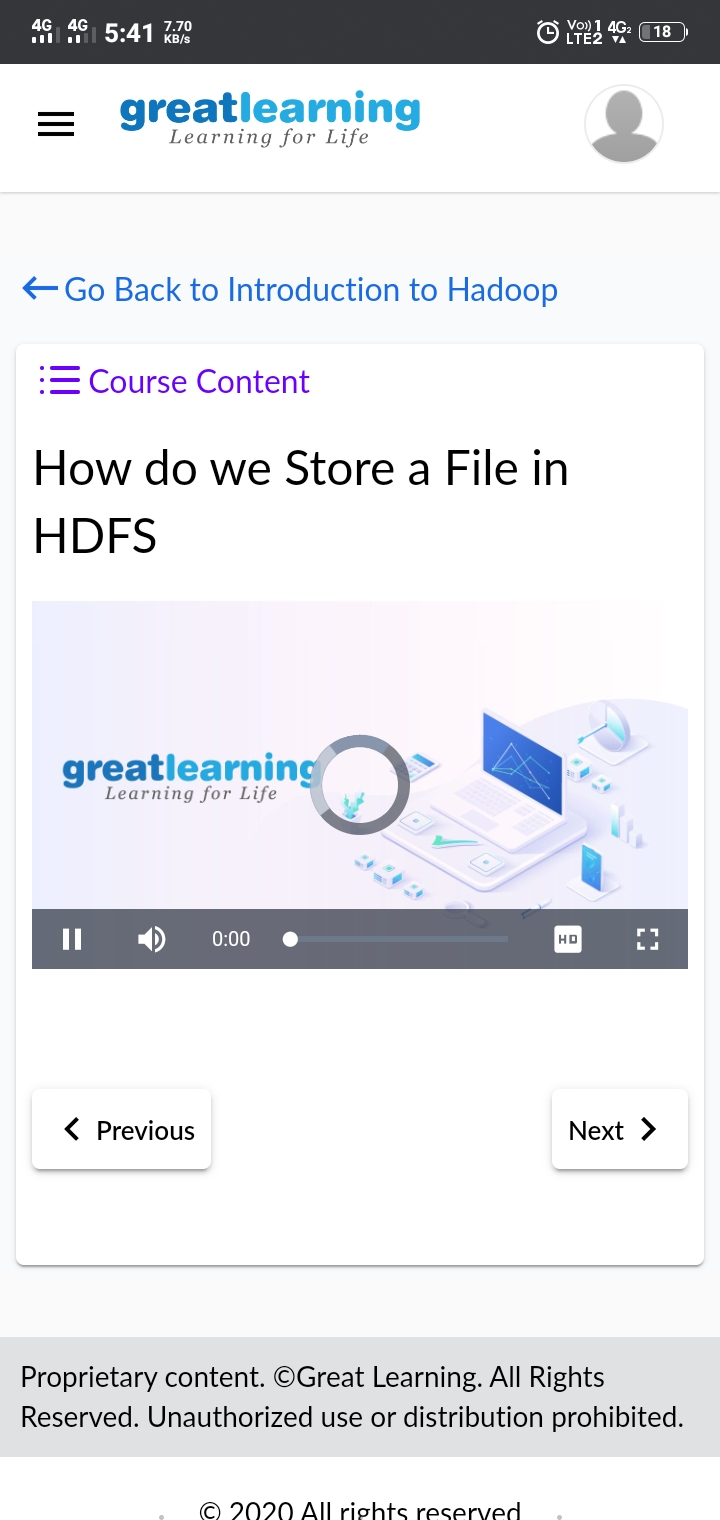 4G 4G 5:41 7.70 KB/s Vo)) 1 LTE2 4G2 18
greatlearning
Learning for Life
Go Back to Introduction to Hadoop
Course Content
How do we Store a File in
HDFS
greatlearning
Learning for Life
0:00 HD
Previous Next
Proprietary content. ©Great Learning. All Rights
Reserved. Unauthorized use or distribution prohibited.
© 2020 All rights reserved